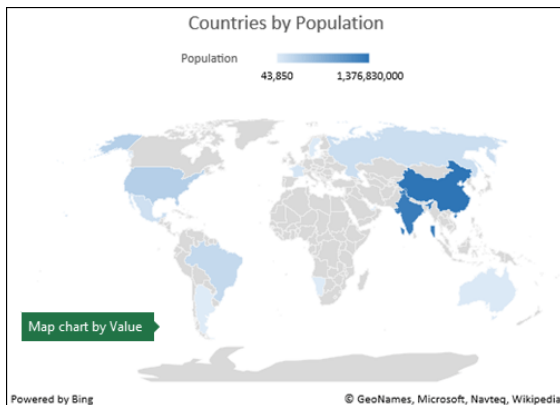 Countries by Population
Population
43,850 1,376,830,000
Map chart by Value
Powered by Bing © GeoNames, Microsoft, Navteq, Wikipedia